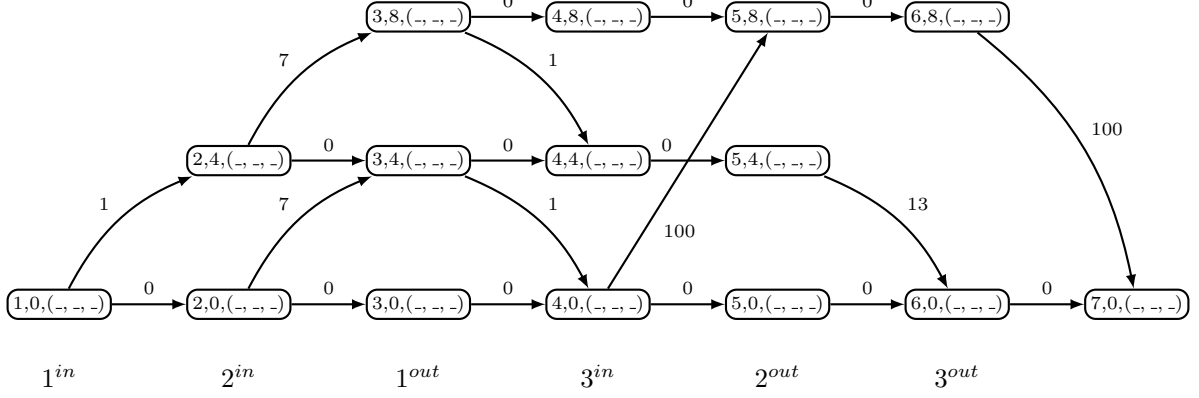 0 0 0
3,8,(-, -, -) 4,8,(-, -, -) 5,8,(-, -, -) 6,8,(-, -, -)
7 1
100
0 0 0
2,4,(-, -, -) 3,4,(-, -, -) 4,4,(-, -, -) 5,4,(-, -, -)
1 7 1 13
100
0 0 0 0 0 0
1,0,(-, -, -) 2,0,(-, -, -) 3,0,(-, -, -) 4,0,(-, -, -) 5,0,(-, -, -) 6,0,(-, -, -) 7,0,(-, -, -)
1^in 2^in 1^out 3^in 2^out 3^out